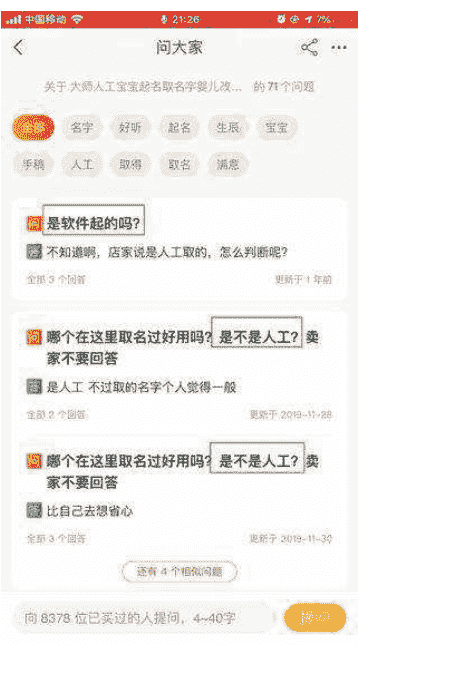 中国移动 21:26 7%
问大家
关于 大师人工宝宝起名取名字婴儿改... 的 71 个问题
全部 名字 好听 起名 生辰 宝宝
手稿 人工 取得 取名 满意
问 是软件起的吗?
答 不知道啊，店家说是人工取的，怎么判断呢?
全部 3 个回答 更新于 1 年前
问 哪个在这里取名过好用吗? 是不是人工? 卖
家不要回答
答 是人工 不过取的名字个人觉得一般
全部 2 个回答 更新于 2019-11-28
问 哪个在这里取名过好用吗? 是不是人工? 卖
家不要回答
答 比自己去想省心
全部 3 个回答 更新于 2019-11-30
还有 4 个相似问题
向 8378 位已买过的人提问，4~40字